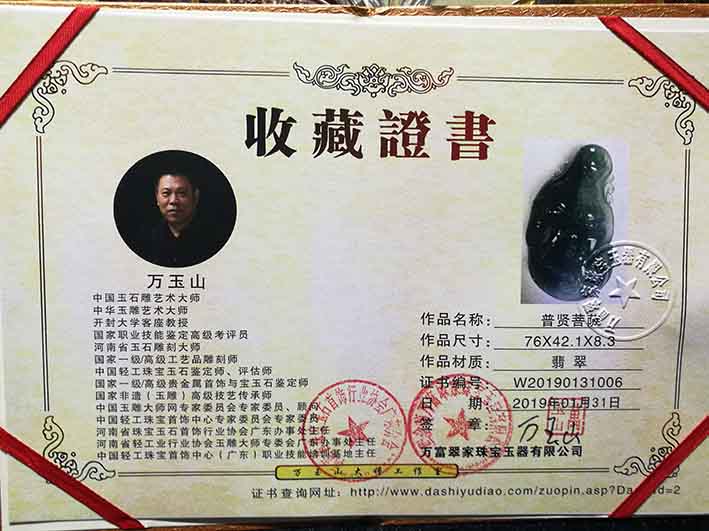 收藏證書
万玉山
中国玉石雕艺术大师
中华玉雕艺术大师
开封大学客座教授
国家职业技能鉴定高级考评员
河南省玉石雕刻大师
国家一级/高级工艺品雕刻师
中国轻工珠宝玉石鉴定师、评估师
国家一级/高级贵金属首饰与宝玉石鉴定师
国家非遗（玉雕）高级技艺传承师
中国玉雕大师网专家委员会专家委员、顾问
中国轻工珠宝首饰中心专家委员会专家委员
河南省珠宝玉石首饰行业协会广东办事处主任
河南省轻工业行业协会玉雕大师专委会广东办事处主任
中国轻工珠宝首饰中心（广东）职业技能培训基地主任
作品名称：普贤菩萨
作品尺寸：76X42.1X8.3
作品材质：翡翠
证书编号：W20190131006
日期：2019年01月31日
签章：万玉山
万富翠家珠宝玉器有限公司
万玉山大师工作室
证书查询网址：http://www.dashiyudiao.com/zuopin.asp?